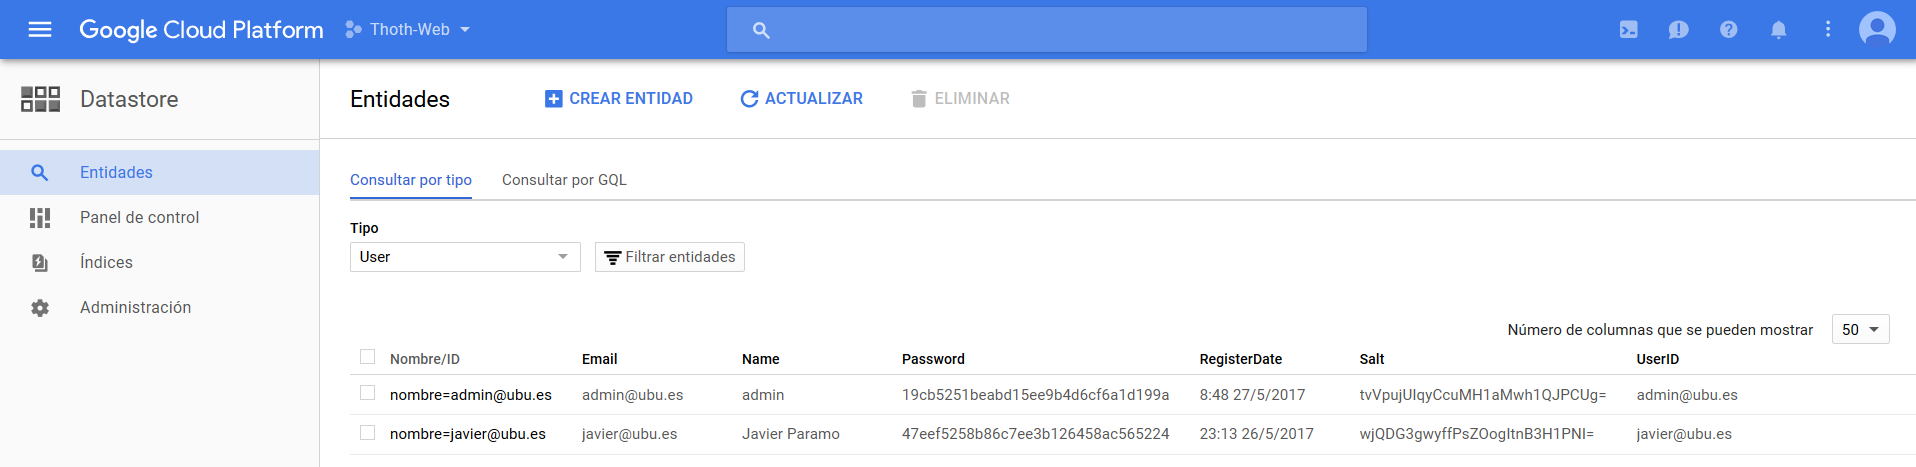 Google Cloud Platform Thoth-Web
Datastore
Entidades
Panel de control
Índices
Administración
Entidades CREAR ENTIDAD ACTUALIZAR ELIMINAR
Consultar por tipo Consultar por GQL
Tipo
User Filtrar entidades
Número de columnas que se pueden mostrar 50
Nombre/ID Email Name Password RegisterDate Salt UserID
nombre=admin@ubu.es admin@ubu.es admin 19cb5251beabd15ee9b4d6cf6a1d199a 8:48 27/5/2017 tvVpujUlqyCcuMH1aMwh1QJPCUg= admin@ubu.es
nombre=javier@ubu.es javier@ubu.es Javier Paramo 47eef5258b86c7ee3b126458ac565224 23:13 26/5/2017 wjQDG3gwyffPsZOogItnB3H1PNI= javier@ubu.es